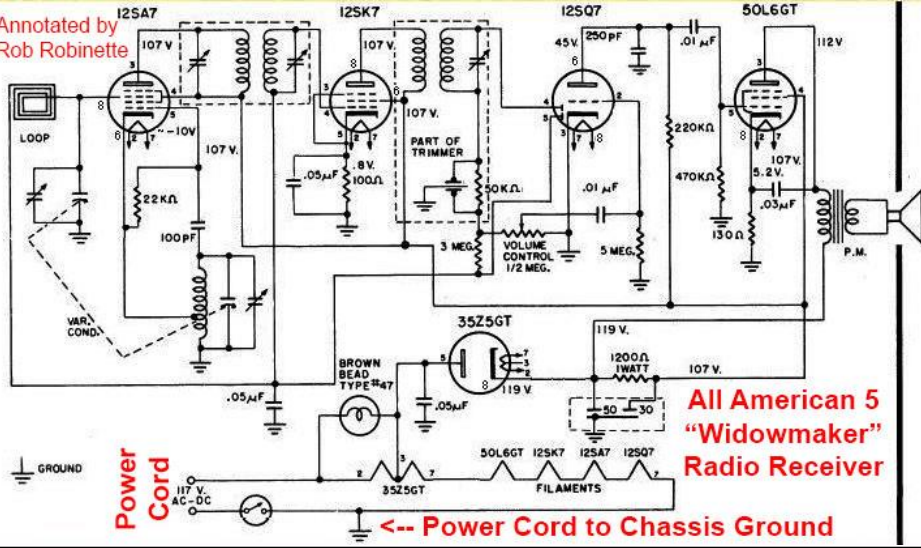 Annotated by
Rob Robinette
12SA7
12SK7
12SQ7
50L6GT
107 V.
107 V.
45V.
250 PF
.01 µF
112V
3
8
4
5
6
2
7
~-10V
LOOP
107 V.
22KΩ
100 PF
VAR.
COND.
3
8
4
6
5
2
7
.05µF
.8V.
100Ω
107 V.
PART OF
TRIMMER
50KΩ
3 MEG.
VOLUME
CONTROL
1/2 MEG.
6
4
5
2
3
2
7
8
.01 µF
5 MEG.
220KΩ
470KΩ
3
5
4
8
2
7
107V.
5.2V.
.03µF
130Ω
P.M.
35Z5GT
5
7
3
2
8
119 V.
119 V.
1200Ω
1WATT
107 V.
50
30
BROWN
BEAD
TYPE #47
.05µF
.05µF
All American 5
“Widowmaker”
Radio Receiver
GROUND
Power
Cord
117 V.
AC-DC
2
3
7
35Z5GT
50L6GT
12SK7
12SA7
12SQ7
7
FILAMENTS
<-- Power Cord to Chassis Ground